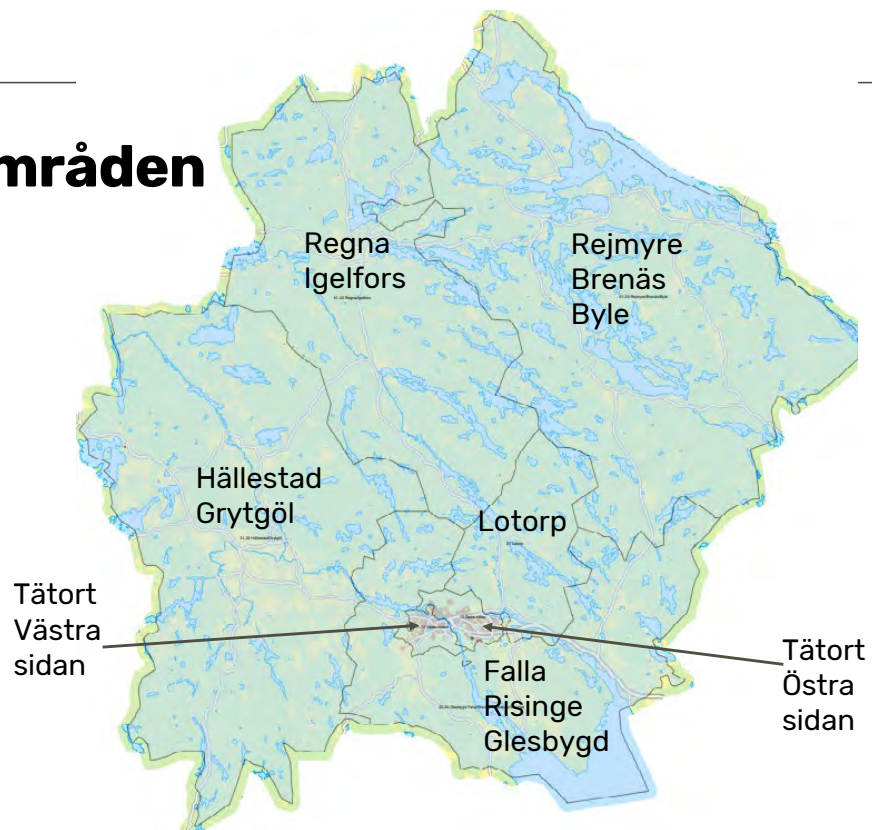 mråden
Regna
Igelfors
Rejmyre
Brenäs
Byle
Hällestad
Grytgöl
Lotorp
Tätort
Västra
sidan
Tätort
Östra
sidan
Falla
Risinge
Glesbygd